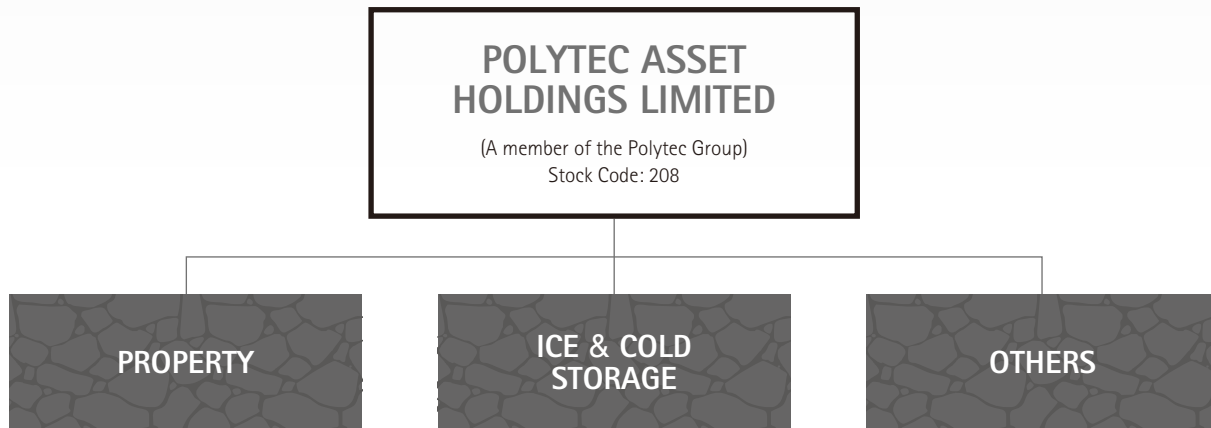 POLYTEC ASSET
HOLDINGS LIMITED
(A member of the Polytec Group)
Stock Code: 208
PROPERTY
ICE & COLD
STORAGE
OTHERS